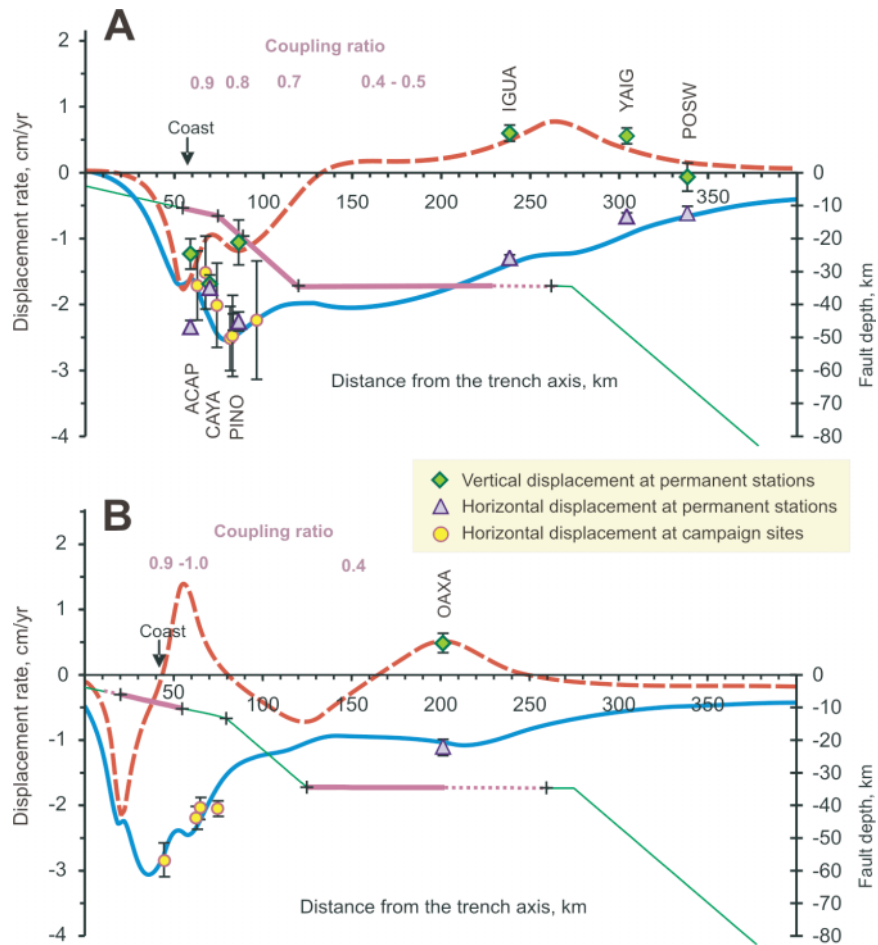 A
Coupling ratio
0.9 0.8 0.7 0.4 - 0.5
Coast
IGUA
YAIG
POSW
Displacement rate, cm/yr
2
1
0
-1
-2
-3
-4
50 100 150 200 250 300 350
0
-10
-20
-30
-40
-50
-60
-70
-80
Fault depth, km
ACAP
CAYA
PINO
Distance from the trench axis, km
Vertical displacement at permanent stations
Horizontal displacement at permanent stations
Horizontal displacement at campaign sites
B
Coupling ratio
0.9 -1.0 0.4
Coast
OAXA
Displacement rate, cm/yr
2
1
0
-1
-2
-3
-4
50 100 150 200 250 300 350
0
-10
-20
-30
-40
-50
-60
-70
-80
Fault depth, km
Distance from the trench axis, km